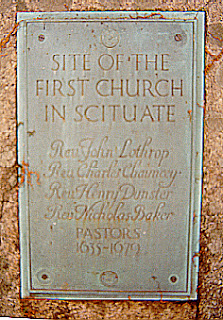 SITE OF THE
FIRST CHURCH
IN SCITUATE
Rev. John Lothrop
Rev. Charles Chauncey
Rev. Henry Dunster
Rev. Nicholas Baker
PASTORS
1635-1679